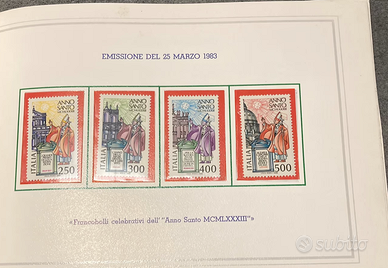 EMISSIONE DEL 25 MARZO 1983
ANNO SANTO
ITALIA 250
ANNO SANTO
ITALIA 300
ANNO SANTO
ITALIA 400
ANNO SANTO
ITALIA 500
«Francobolli celebrativi dell' "Anno Santo MCMLXXXIII"»
subito